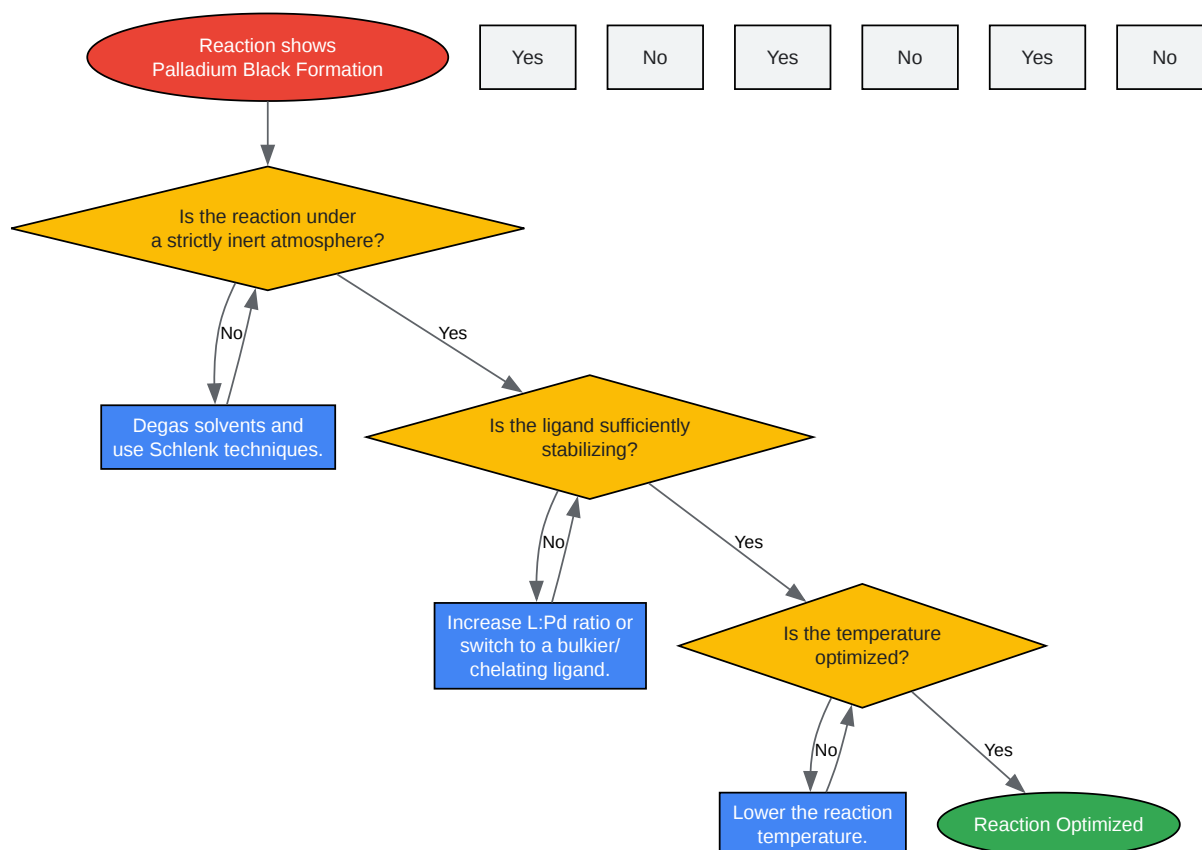 Reaction shows
Palladium Black Formation
Yes
No
Yes
No
Yes
No
Is the reaction under
a strictly inert atmosphere?
No
Yes
Degas solvents and
use Schlenk techniques.
Is the ligand sufficiently
stabilizing?
No
Yes
Increase L:Pd ratio or
switch to a bulkier/
chelating ligand.
Is the temperature
optimized?
No
Yes
Lower the reaction
temperature.
Reaction Optimized